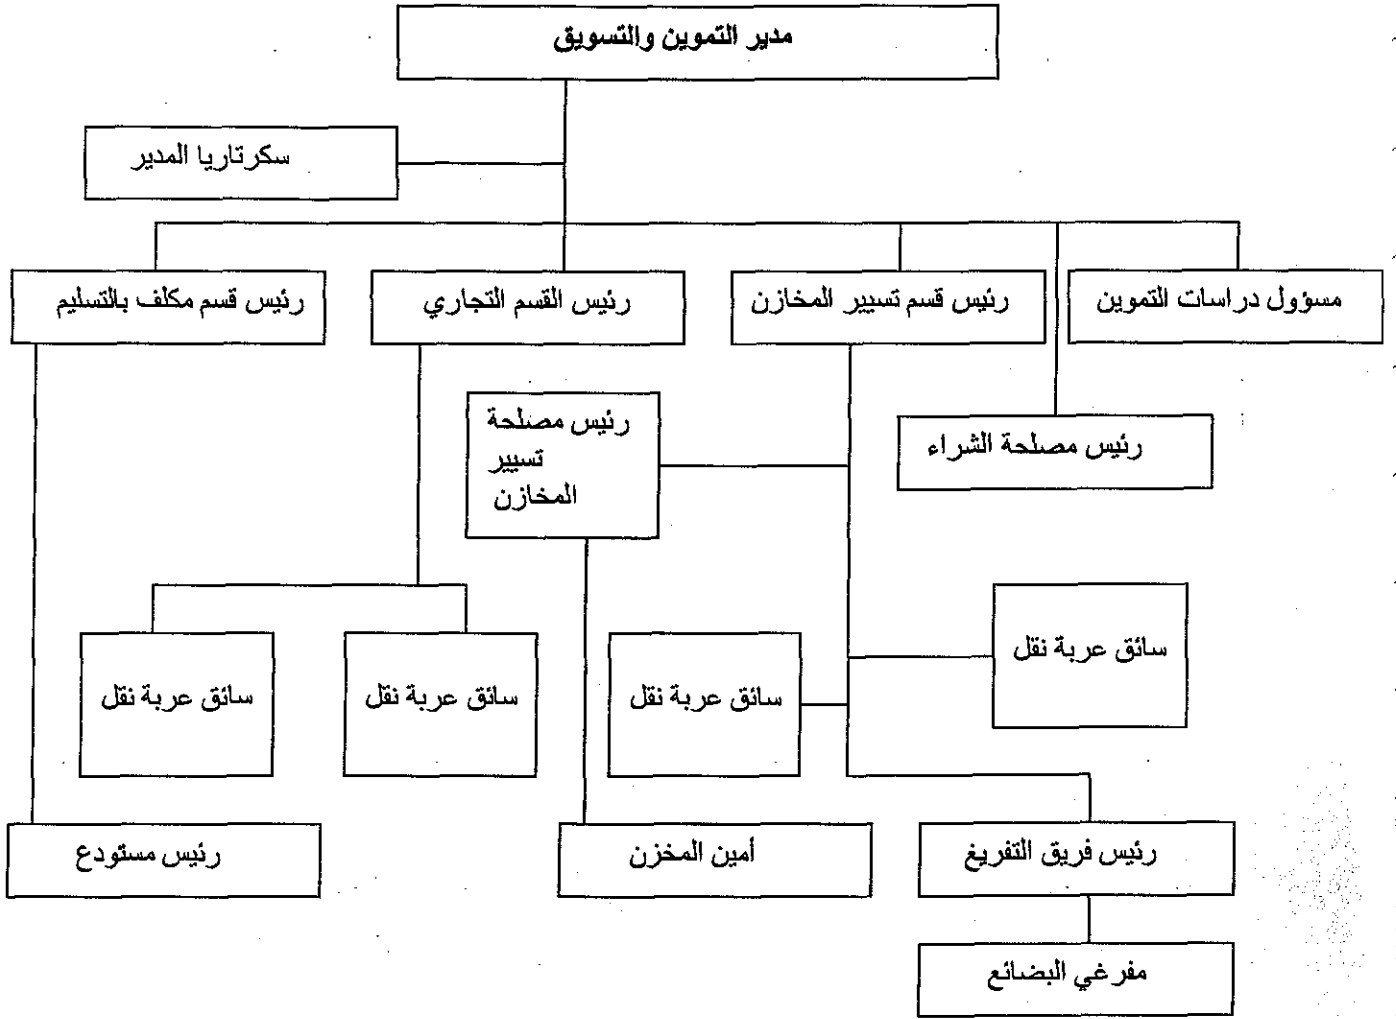 مدير التموين والتسويق
سكرتاريا المدير
مسؤول دراسات التموين
رئيس قسم تسيير المخازن
رئيس القسم التجاري
رئيس قسم مكلف بالتسليم
رئيس مصلحة الشراء
رئيس مصلحة
تسيير
المخازن
سائق عربة نقل
سائق عربة نقل
سائق عربة نقل
سائق عربة نقل
رئيس فريق التفريغ
أمين المخزن
رئيس مستودع
مفرغي البضائع